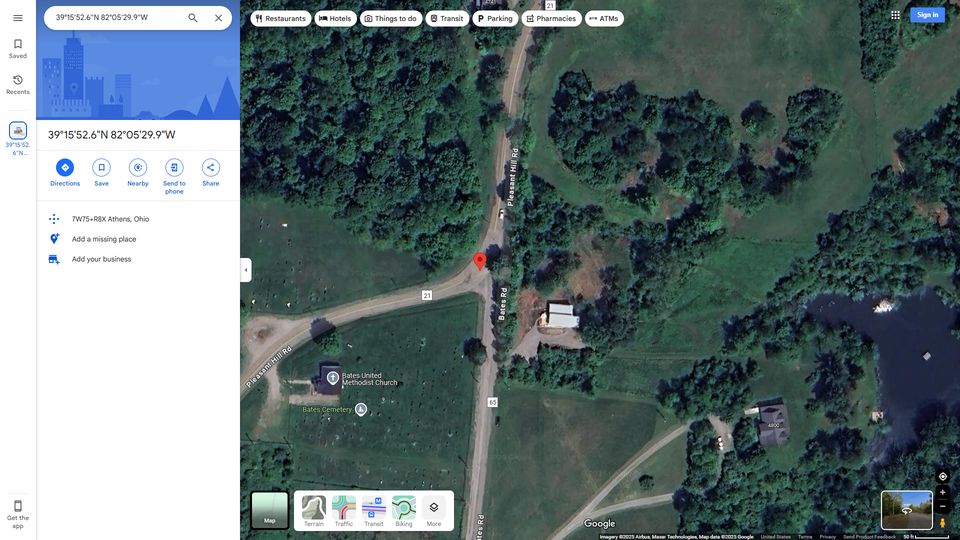 39°15'52.6"N 82°05'29.9"W
Restaurants
Hotels
Things to do
Transit
Parking
Pharmacies
ATMs
Sign in
Saved
Recents
39°15'52.
6"N...
39°15'52.6"N 82°05'29.9"W
Directions
Save
Nearby
Send to
phone
Share
7W75+R8X Athens, Ohio
Add a missing place
Add your business
Get the
app
21
Pleasant Hill Rd
21
Bates Rd
Pleasant Hill Rd
Bates United
Methodist Church
Bates Cemetery
65
4800
Map
Terrain
Traffic
Transit
Biking
More
Google
Imagery ©2025 Airbus, Maxar Technologies, Map data ©2025 Google
United States
Terms
Privacy
Send Product Feedback
50 ft